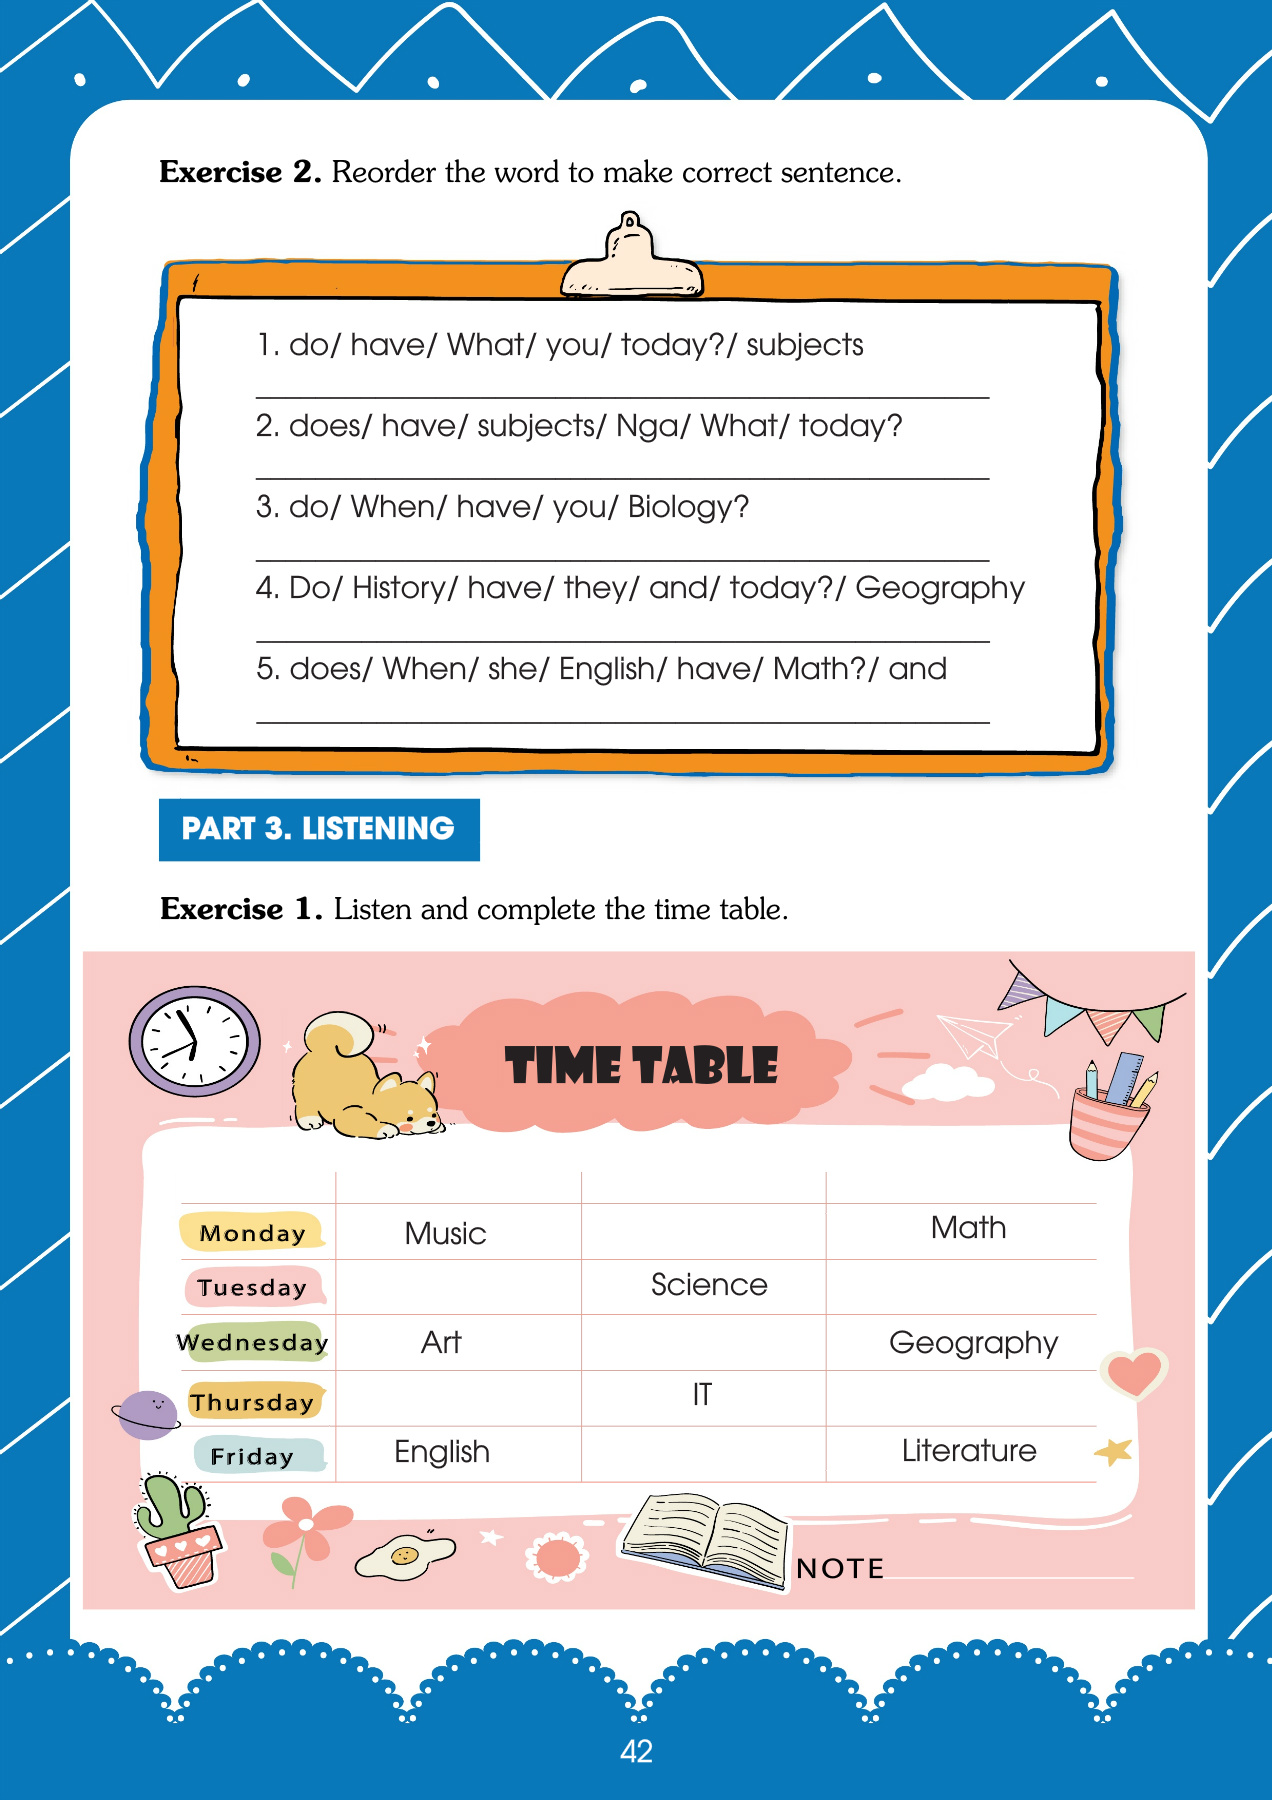 Exercise 2. Reorder the word to make correct sentence.
1. do/ have/ What/ you/ today?/ subjects
2. does/ have/ subjects/ Nga/ What/ today?
3. do/ When/ have/ you/ Biology?
4. Do/ History/ have/ they/ and/ today?/ Geography
5. does/ When/ she/ English/ have/ Math?/ and
PART 3. LISTENING
Exercise 1. Listen and complete the time table.
TIME TABLE
Monday Music Math
Tuesday Science
Wednesday Art Geography
Thursday IT
Friday English Literature
NOTE
42